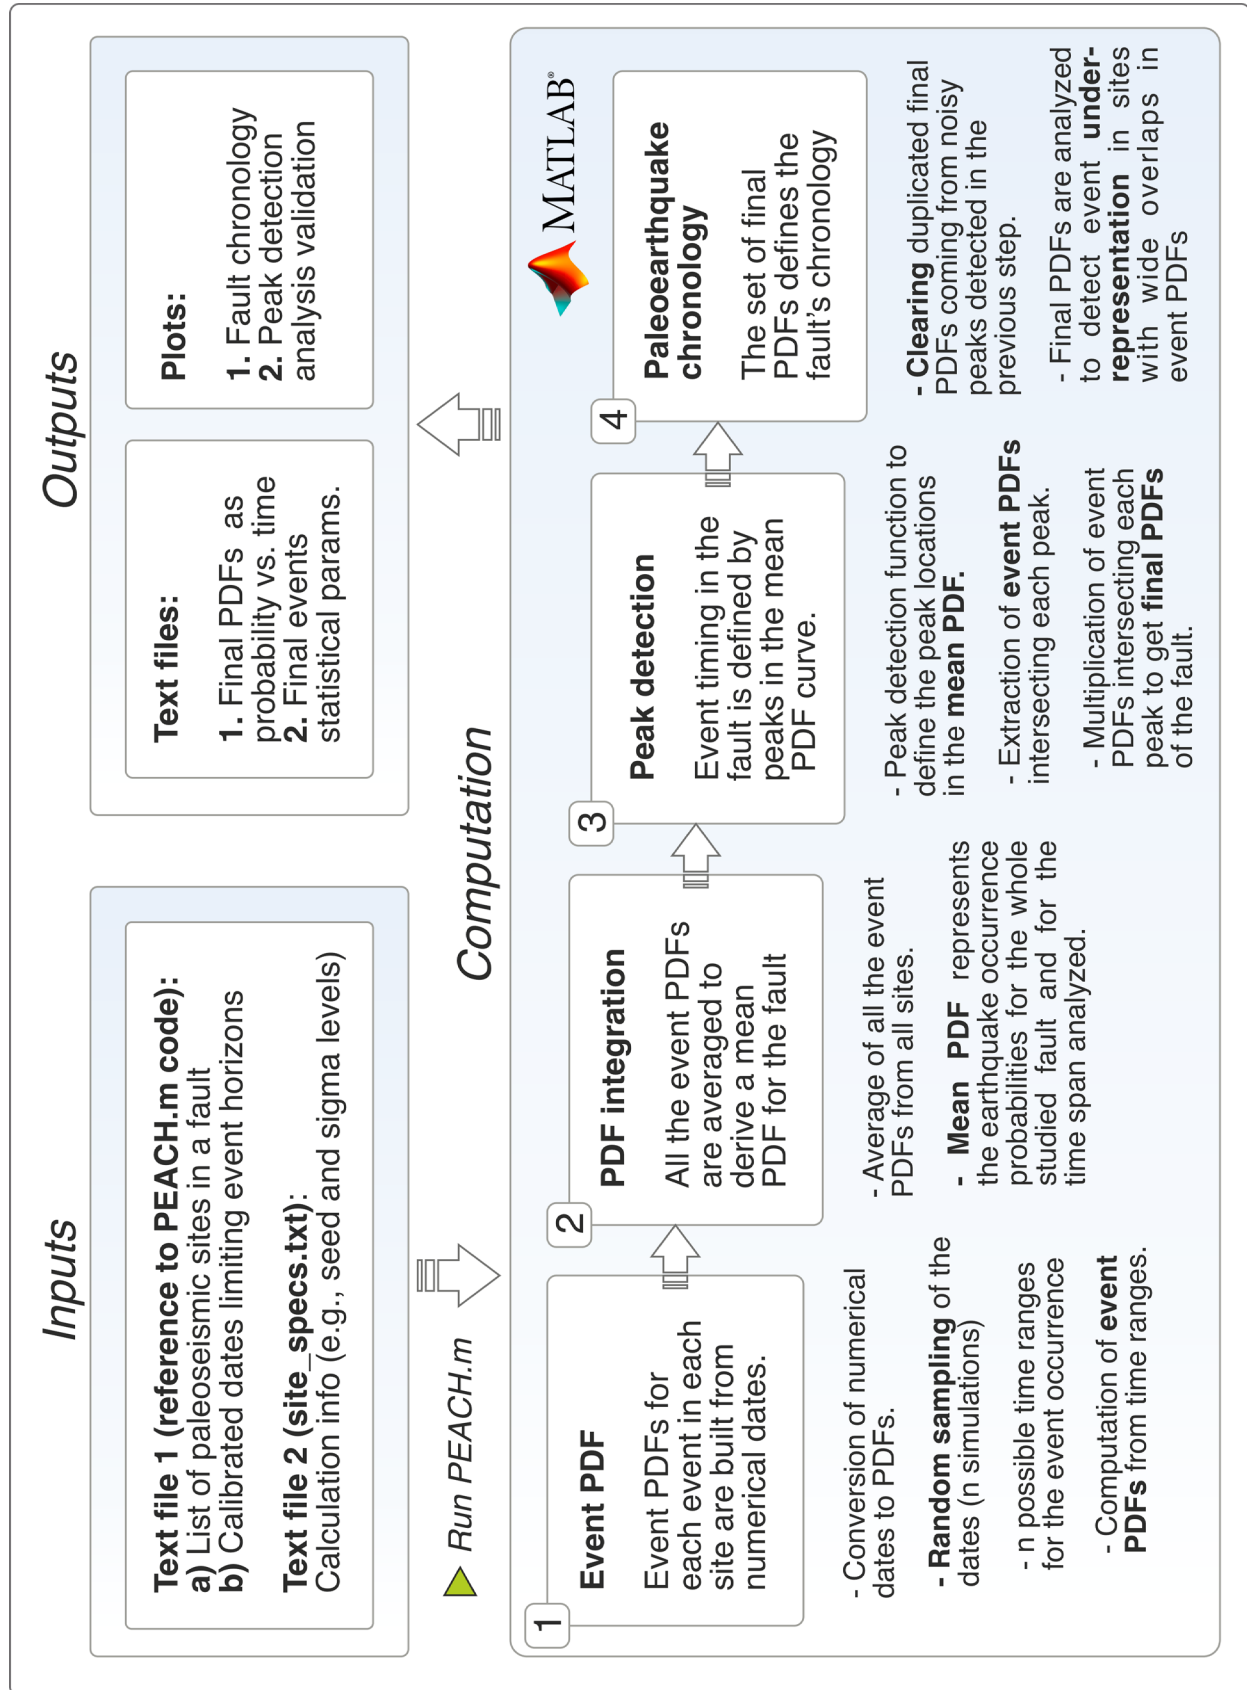 Inputs
Text file 1 (reference to PEACH.m code):
a) List of paleoseismic sites in a fault
b) Calibrated dates limiting event horizons
Text file 2 (site_specs.txt):
Calculation info (e.g., seed and sigma levels)
Outputs
Text files:
1. Final PDFs as
probability vs. time
2. Final events
statistical params.
Plots:
1. Fault chronology
2. Peak detection
analysis validation
Run PEACH.m
Computation
MATLAB®
1
Event PDF
Event PDFs for
each event in each
site are built from
numerical dates.
- Conversion of numerical
dates to PDFs.
- Random sampling of the
dates (n simulations)
- n possible time ranges
for the event occurrence
- Computation of event
PDFs from time ranges.
2
PDF integration
All the event PDFs
are averaged to
derive a mean
PDF for the fault
- Average of all the event
PDFs from all sites.
- Mean PDF represents
the earthquake occurrence
probabilities for the whole
studied fault and for the
time span analyzed.
3
Peak detection
Event timing in the
fault is defined by
peaks in the mean
PDF curve.
- Peak detection function to
define the peak locations
in the mean PDF.
- Extraction of event PDFs
intersecting each peak.
- Multiplication of event
PDFs intersecting each
peak to get final PDFs
of the fault.
4
Paleoearthquake
chronology
The set of final
PDFs defines the
fault's chronology
- Clearing duplicated final
PDFs coming from noisy
peaks detected in the
previous step.
- Final PDFs are analyzed
to detect event under-
representation in sites
with wide overlaps in
event PDFs